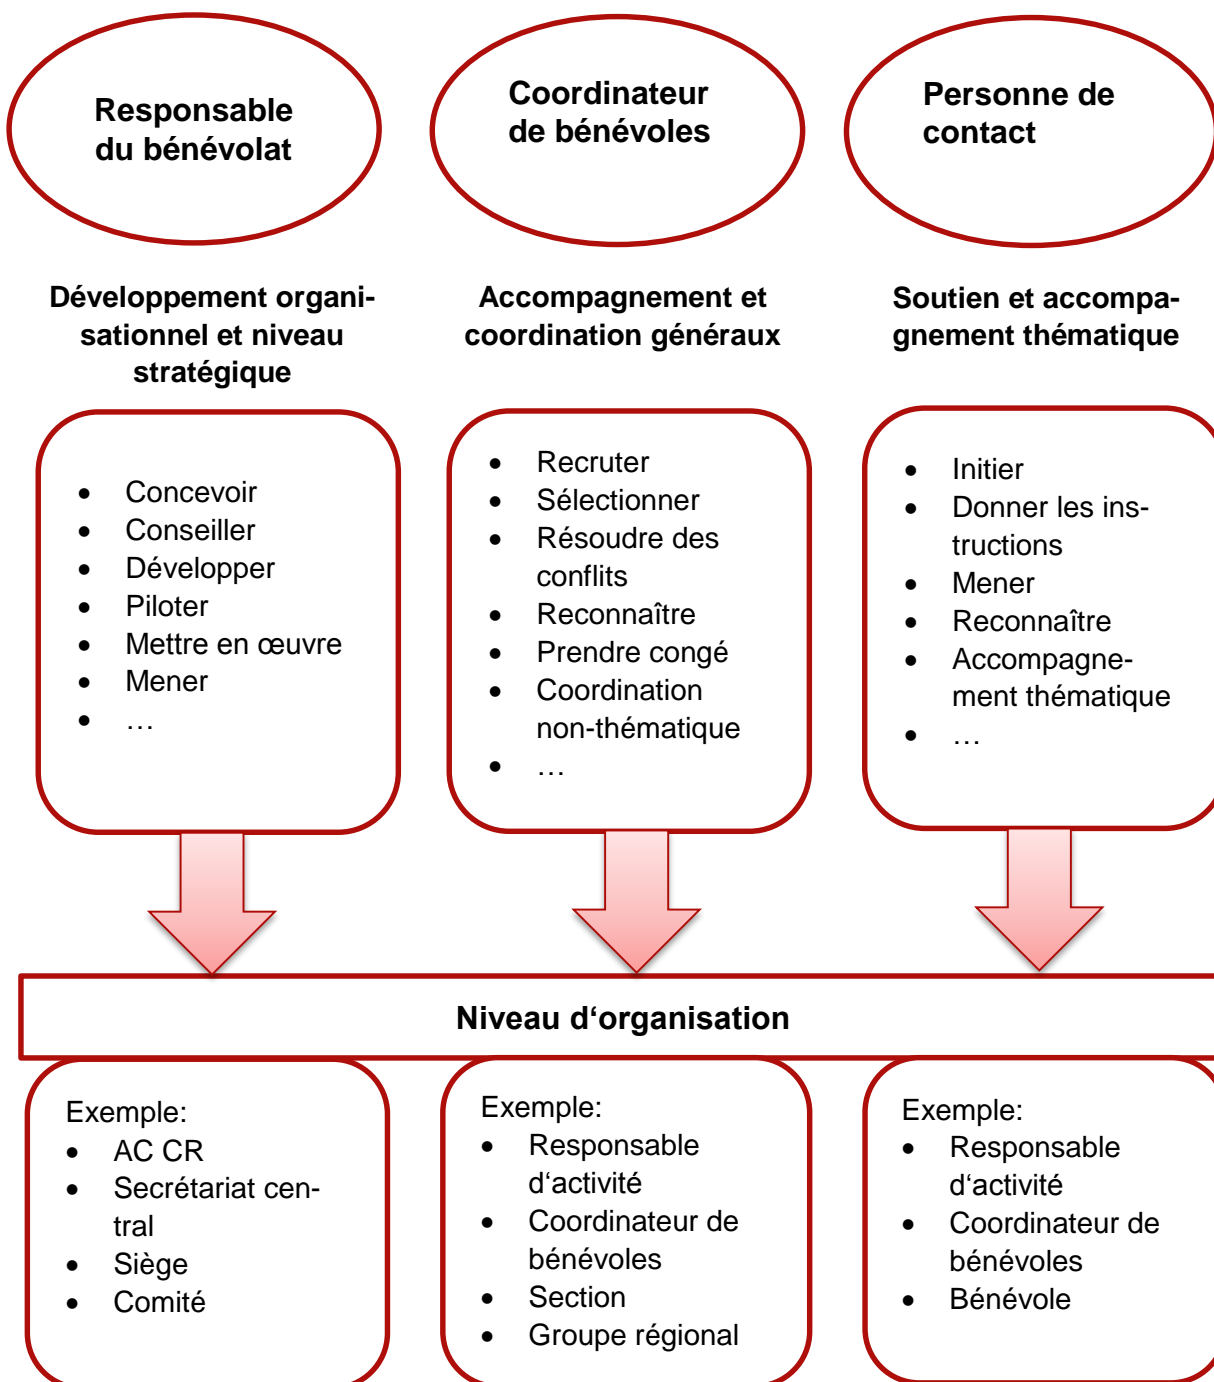 Responsable
du bénévolat
Coordinateur
de bénévoles
Personne de
contact
Développement organi-
sationnel et niveau
stratégique
Accompagnement et
coordination généraux
Soutien et accompa-
gnement thématique
• Concevoir
• Conseiller
• Développer
• Piloter
• Mettre en œuvre
• Mener
• …
• Recruter
• Sélectionner
• Résoudre des
conflits
• Reconnaître
• Prendre congé
• Coordination
non-thématique
• …
• Initier
• Donner les ins-
tructions
• Mener
• Reconnaître
• Accompagne-
ment thématique
• …
Niveau d‘organisation
Exemple:
• AC CR
• Secrétariat cen-
tral
• Siège
• Comité
Exemple:
• Responsable
d‘activité
• Coordinateur de
bénévoles
• Section
• Groupe régional
Exemple:
• Responsable
d‘activité
• Coordinateur de
bénévoles
• Bénévole